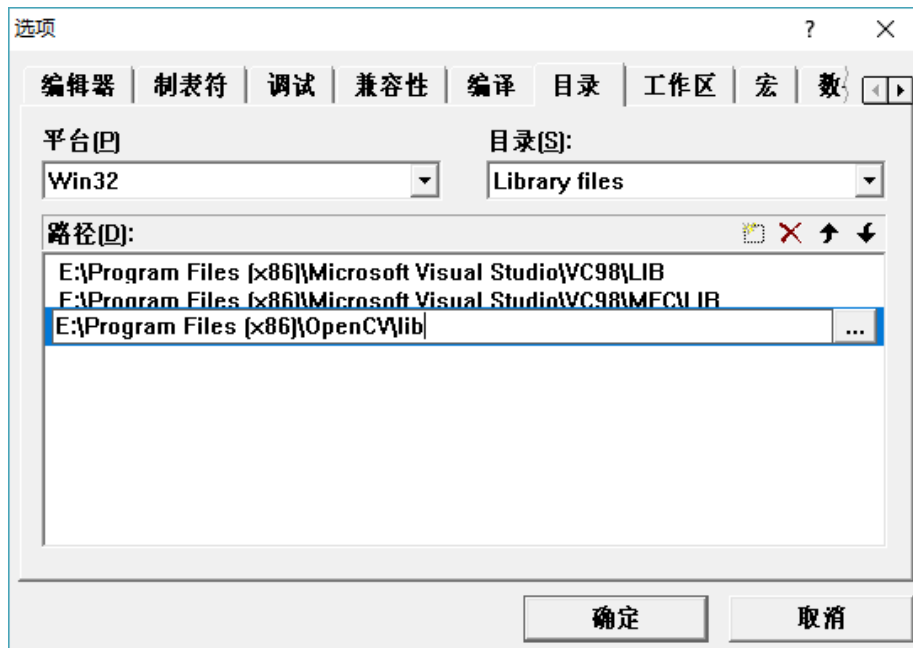 选项
编辑器 制表符 调试 兼容性 编译 目录 工作区 宏
平台(P) 目录(S):
Win32 Library files
路径(D):
E:\Program Files (x86)\Microsoft Visual Studio\VC98\LIB
E:\Program Files (x86)\Microsoft Visual Studio\VC98\MFC\LIB
E:\Program Files (x86)\OpenCV\lib
...
确定 取消